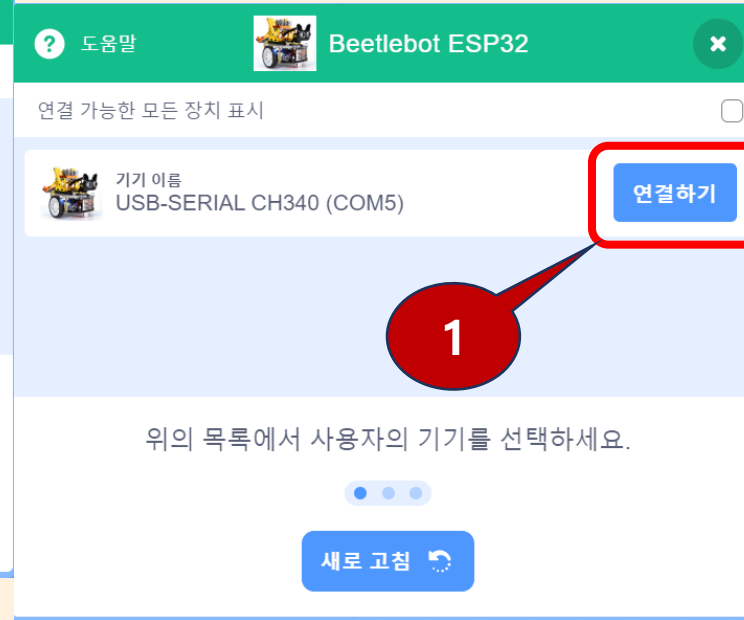 ? 도움말
Beetlebot ESP32
연결 가능한 모든 장치 표시
기기 이름
USB-SERIAL CH340 (COM5)
연결하기
1
위의 목록에서 사용자의 기기를 선택하세요.
새로 고침